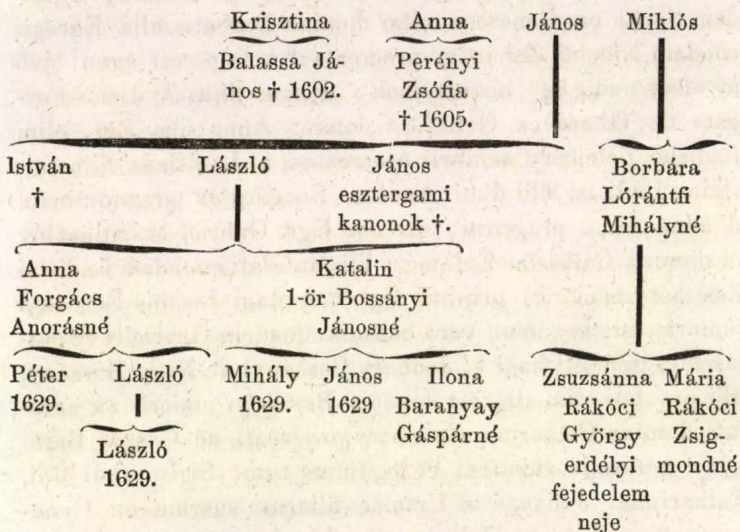 Krisztina Anna János Miklós
Balassa Já- Perényi
nos † 1602. Zsófia
† 1605.
István László János Borbára
† esztergami Lórántfi
kanonok †. Mihályné
Anna Katalin
Forgács 1-ör Bossányi
Anorásné Jánosné
Péter László Mihály János Ilona Zsuzsánna Mária
1629. 1629. 1629 Baranyay Rákóci Rákóci
László Gáspárné György Zsig-
1629. erdélyi mondné
fejedelem
neje